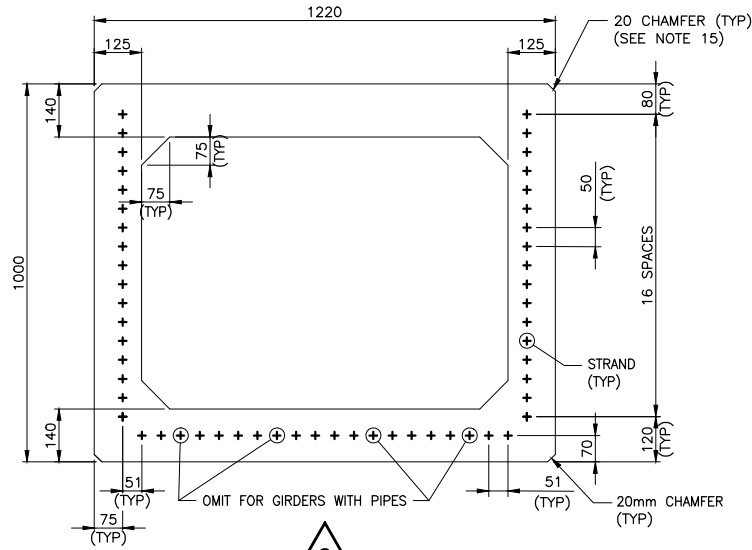 1220
20 CHAMFER (TYP)
(SEE NOTE 15)
125
125
140
80
(TYP)
75
(TYP)
75
(TYP)
50
(TYP)
1000
16 SPACES
STRAND
(TYP)
140
120
(TYP)
70
51
(TYP)
OMIT FOR GIRDERS WITH PIPES
51
(TYP)
20mm CHAMFER
(TYP)
75
(TYP)